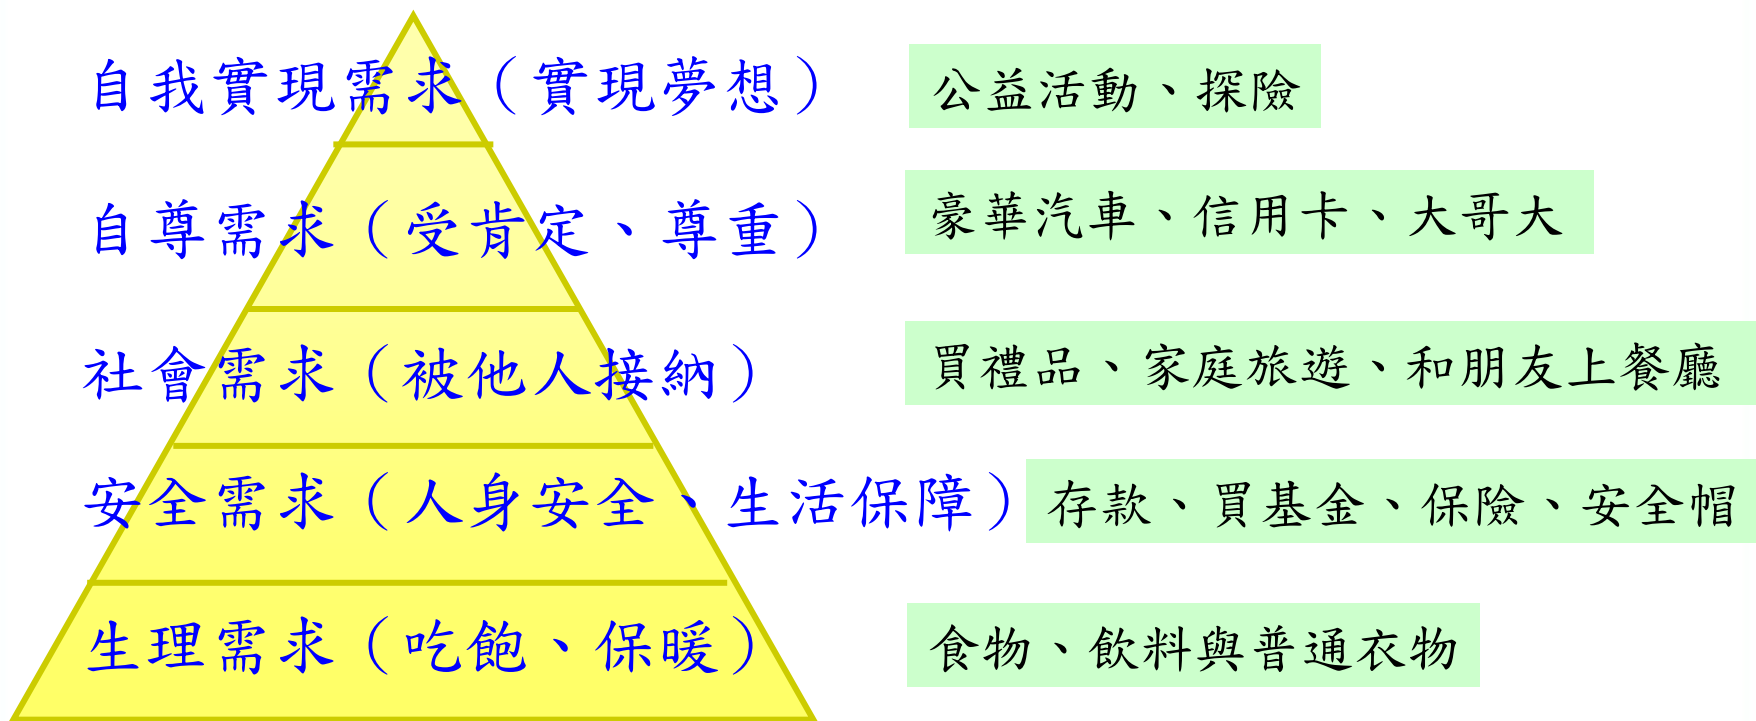 自我實現需求（實現夢想）
公益活動、探險
自尊需求（受肯定、尊重）
豪華汽車、信用卡、大哥大
社會需求（被他人接納）
買禮品、家庭旅遊、和朋友上餐廳
安全需求（人身安全、生活保障）
存款、買基金、保險、安全帽
生理需求（吃飽、保暖）
食物、飲料與普通衣物